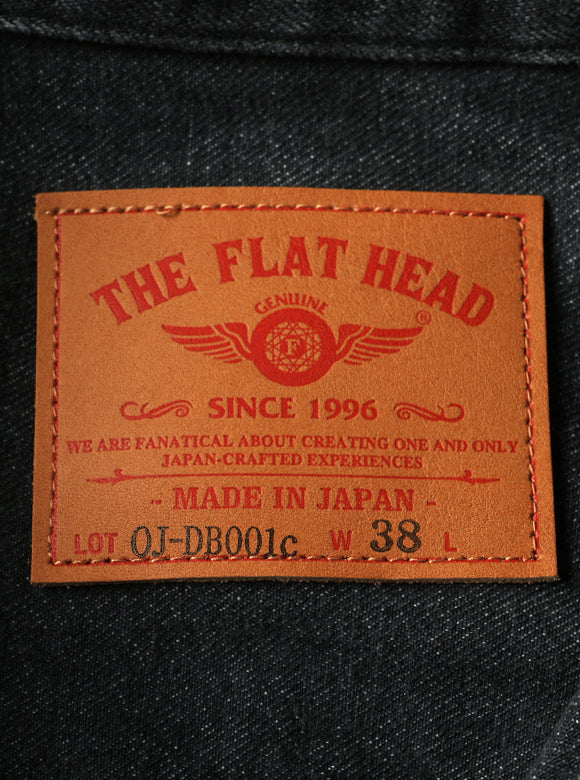 THE FLAT HEAD
GENUINE
F
®
SINCE 1996
WE ARE FANATICAL ABOUT CREATING ONE AND ONLY
JAPAN-CRAFTED EXPERIENCES
- MADE IN JAPAN -
LOT OJ-DB001c W 38 L